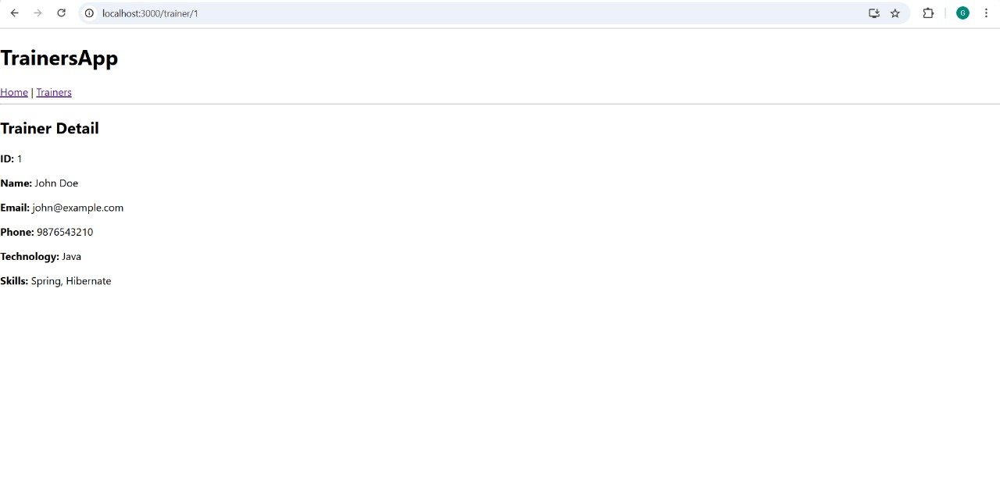 localhost:3000/trainer/1
G
TrainersApp
Home | Trainers
Trainer Detail
ID: 1
Name: John Doe
Email: john@example.com
Phone: 9876543210
Technology: Java
Skills: Spring, Hibernate